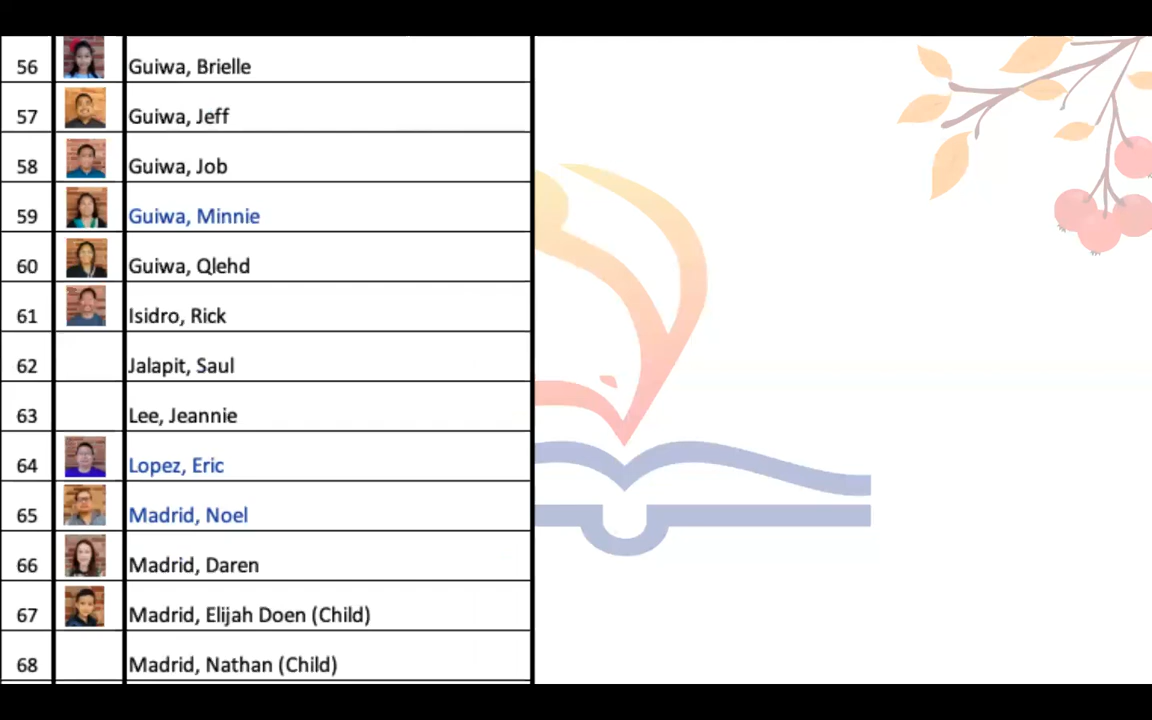 56 Guiwa, Brielle
57 Guiwa, Jeff
58 Guiwa, Job
59 Guiwa, Minnie
60 Guiwa, Qlehd
61 Isidro, Rick
62 Jalapit, Saul
63 Lee, Jeannie
64 Lopez, Eric
65 Madrid, Noel
66 Madrid, Daren
67 Madrid, Elijah Doen (Child)
68 Madrid, Nathan (Child)